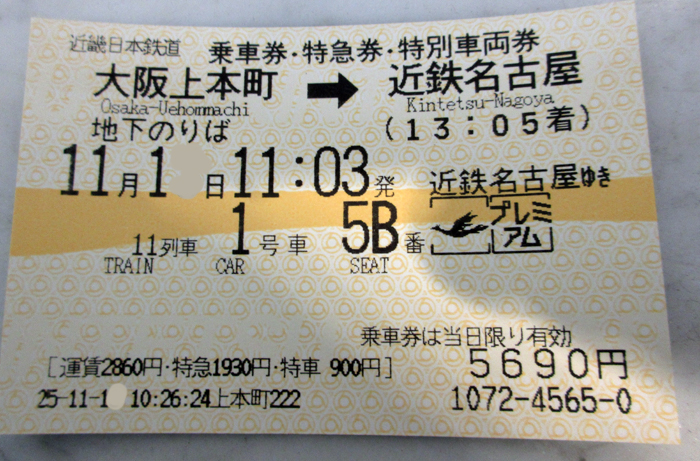 近畿日本鉄道 乗車券・特急券・特別車両券
大阪上本町 ➡ 近鉄名古屋
Osaka-Uehommachi Kintetsu-Nagoya
地下のりば (13:05着)
11月1 日11:03発 近鉄名古屋ゆき
11列車 1号車 5B番 プレミアム
TRAIN CAR SEAT
乗車券は当日限り有効
[運賃2860円・特急1930円・特車 900円] 5690円
25-11-1 10:26:24上本町222 1072-4565-0